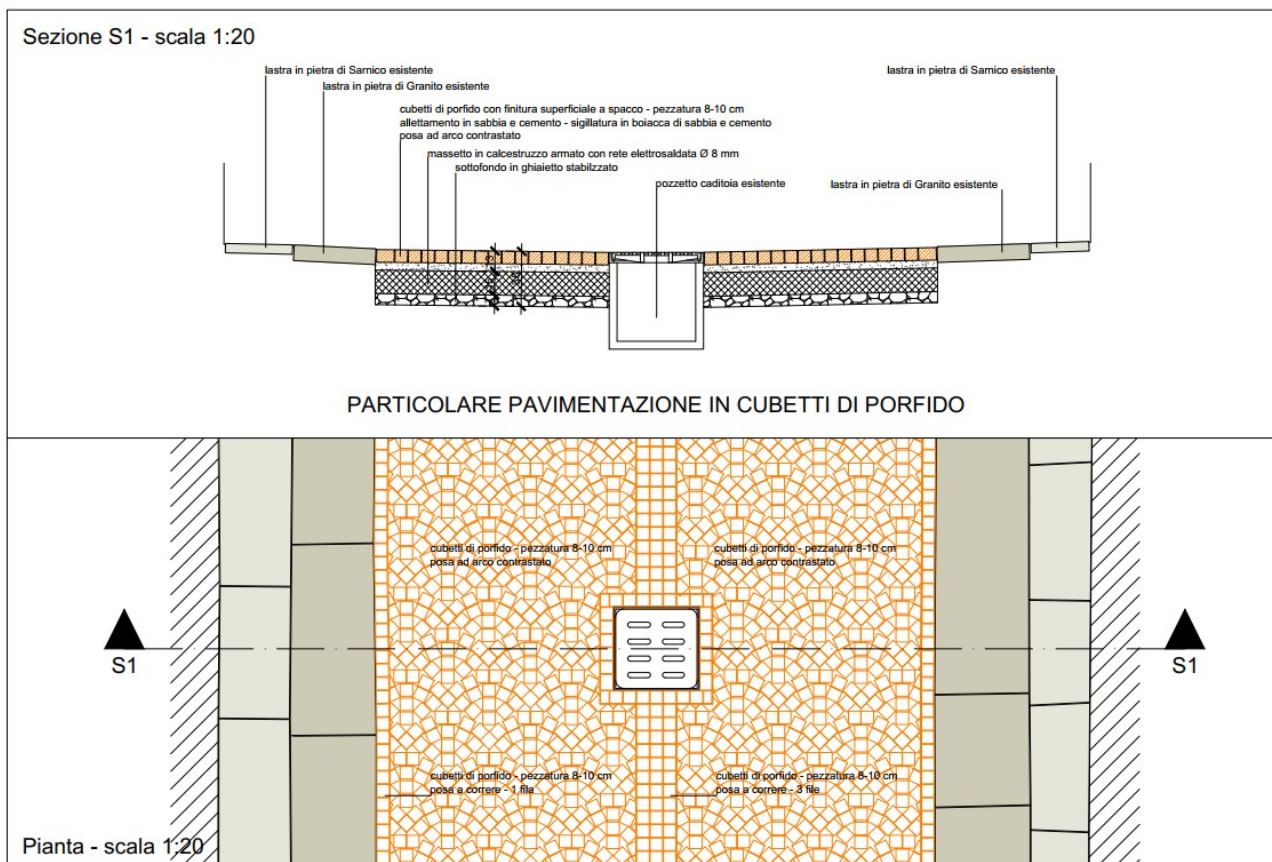 Sezione S1 - scala 1:20
lastra in pietra di Sarnico esistente
lastra in pietra di Sarnico esistente
lastra in pietra di Granito esistente
cubetti di porfido con finitura superficiale a spacco - pezzatura 8-10 cm
allettamento in sabbia e cemento - sigillatura in boiacca di sabbia e cemento
posa ad arco contrastato
massetto in calcestruzzo armato con rete elettrosaldata Ø 8 mm
sottofondo in ghiaietto stabilzzato
pozzetto caditoia esistente
lastra in pietra di Granito esistente
PARTICOLARE PAVIMENTAZIONE IN CUBETTI DI PORFIDO
cubetti di porfido - pezzatura 8-10 cm
posa ad arco contrastato
cubetti di porfido - pezzatura 8-10 cm
posa ad arco contrastato
S1
S1
cubetti di porfido - pezzatura 8-10 cm
posa a correre - 1 fila
cubetti di porfido - pezzatura 8-10 cm
posa a correre - 3 file
Pianta - scala 1:20